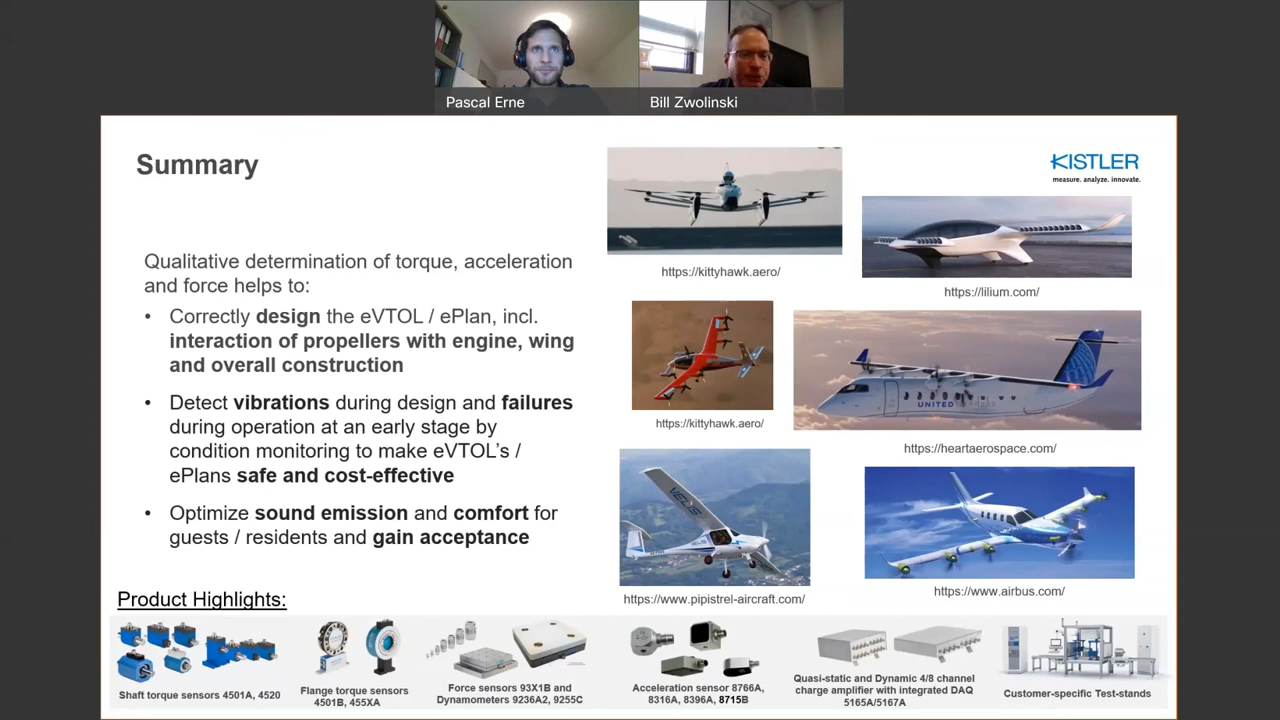 Pascal Erne
Bill Zwolinski
Summary
KISTLER
measure. analyze. innovate.
Qualitative determination of torque, acceleration
and force helps to:
• Correctly design the eVTOL / ePlan, incl.
interaction of propellers with engine, wing
and overall construction
• Detect vibrations during design and failures
during operation at an early stage by
condition monitoring to make eVTOL's /
ePlans safe and cost-effective
• Optimize sound emission and comfort for
guests / residents and gain acceptance
https://kittyhawk.aero/
https://lilium.com/
https://kittyhawk.aero/
UNITED
https://heartaerospace.com/
VELIS
https://www.pipistrel-aircraft.com/
https://www.airbus.com/
Product Highlights:
Shaft torque sensors 4501A, 4520
Flange torque sensors
4501B, 455XA
Force sensors 93X1B and
Dynamometers 9236A2, 9255C
Acceleration sensor 8766A,
8316A, 8396A, 8715B
Quasi-static and Dynamic 4/8 channel
charge amplifier with integrated DAQ
5165A/5167A
Customer-specific Test-stands